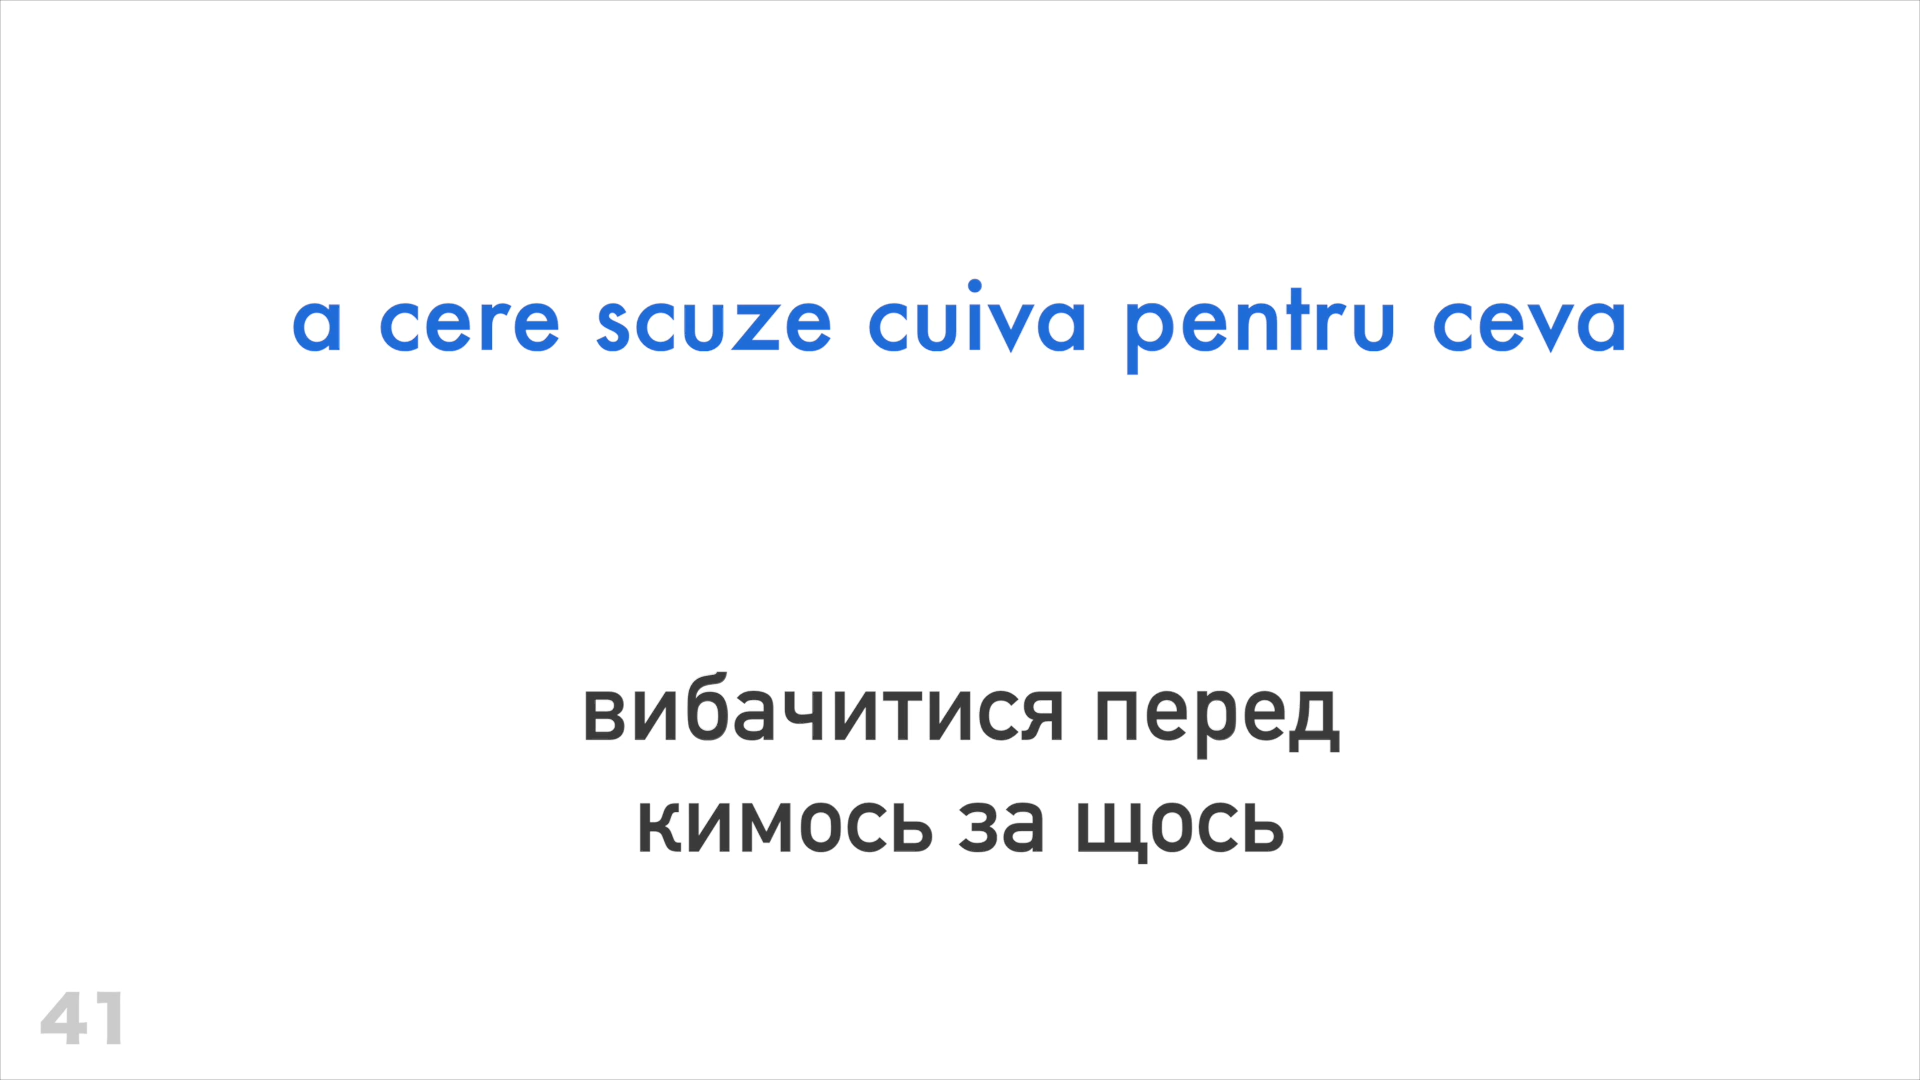 a cere scuze cuiva pentru ceva
вибачитися перед
кимось за щось
41